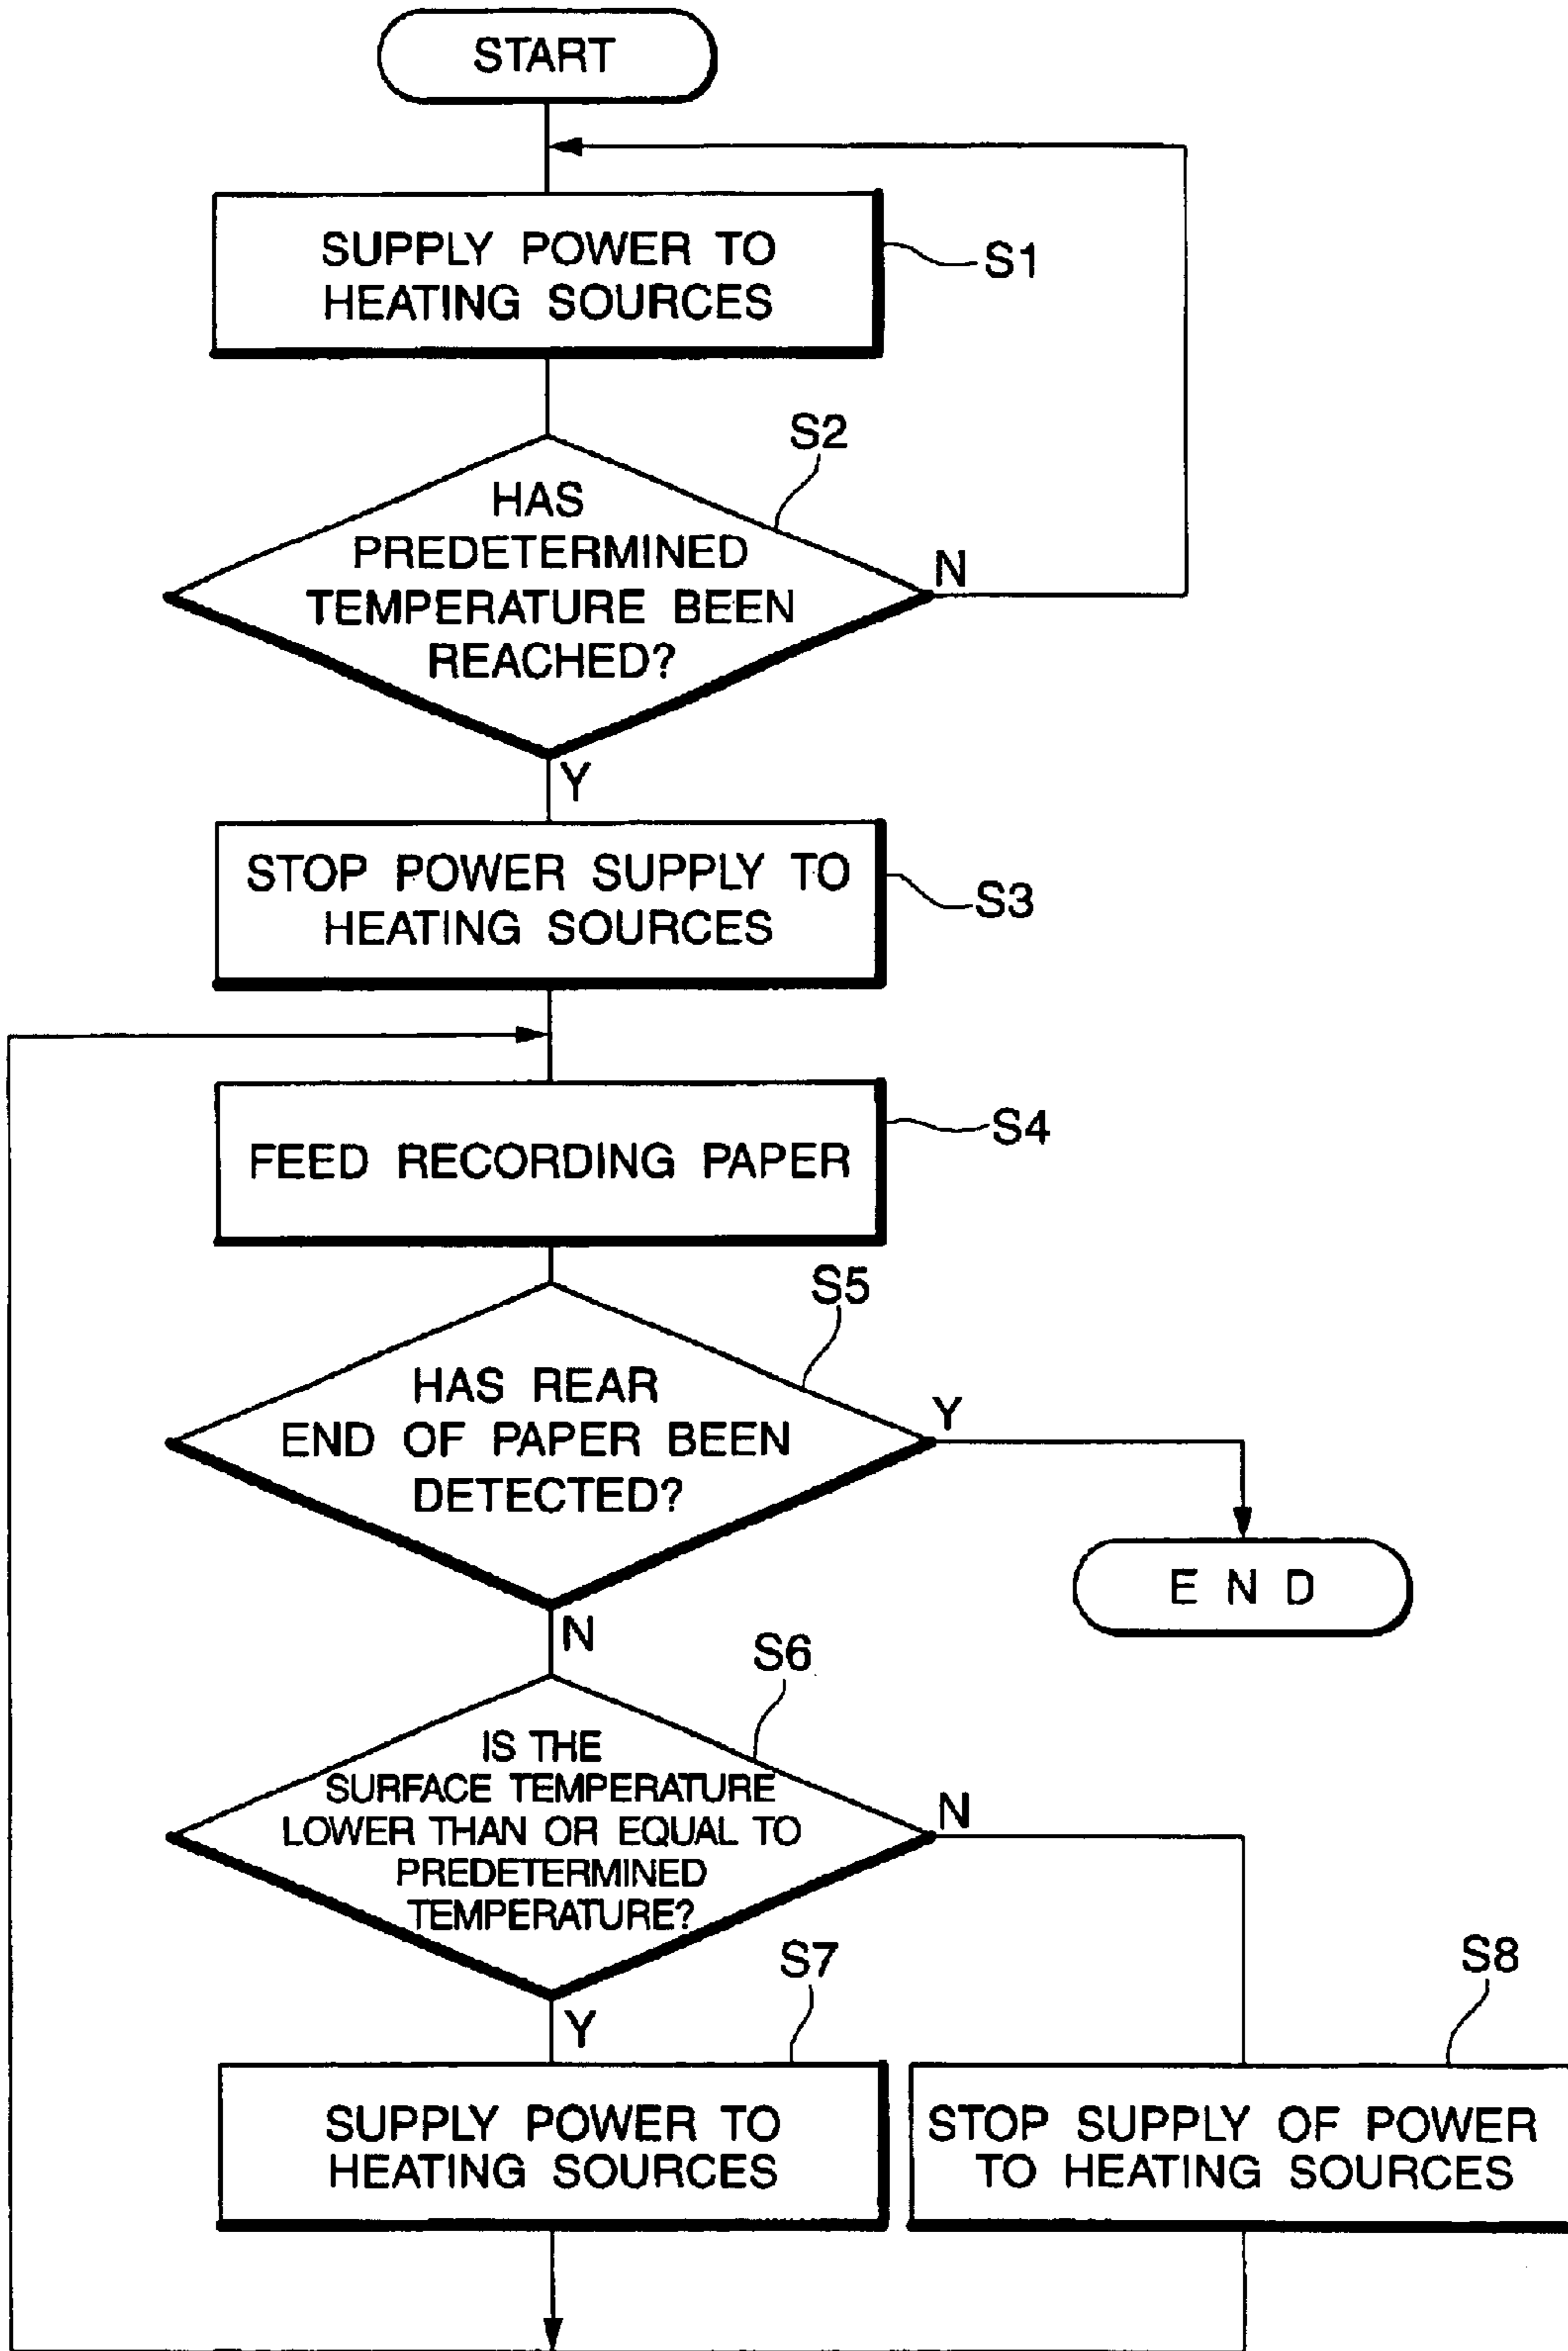 START
SUPPLY POWER TO
HEATING SOURCES
S1
S2
HAS
PREDETERMINED
TEMPERATURE BEEN
REACHED?
N
Y
STOP POWER SUPPLY TO
HEATING SOURCES
S3
FEED RECORDING PAPER
S4
S5
HAS REAR
END OF PAPER BEEN
DETECTED?
Y
E N D
N
S6
IS THE
SURFACE TEMPERATURE
LOWER THAN OR EQUAL TO
PREDETERMINED
TEMPERATURE?
N
Y
S7
SUPPLY POWER TO
HEATING SOURCES
S8
STOP SUPPLY OF POWER
TO HEATING SOURCES